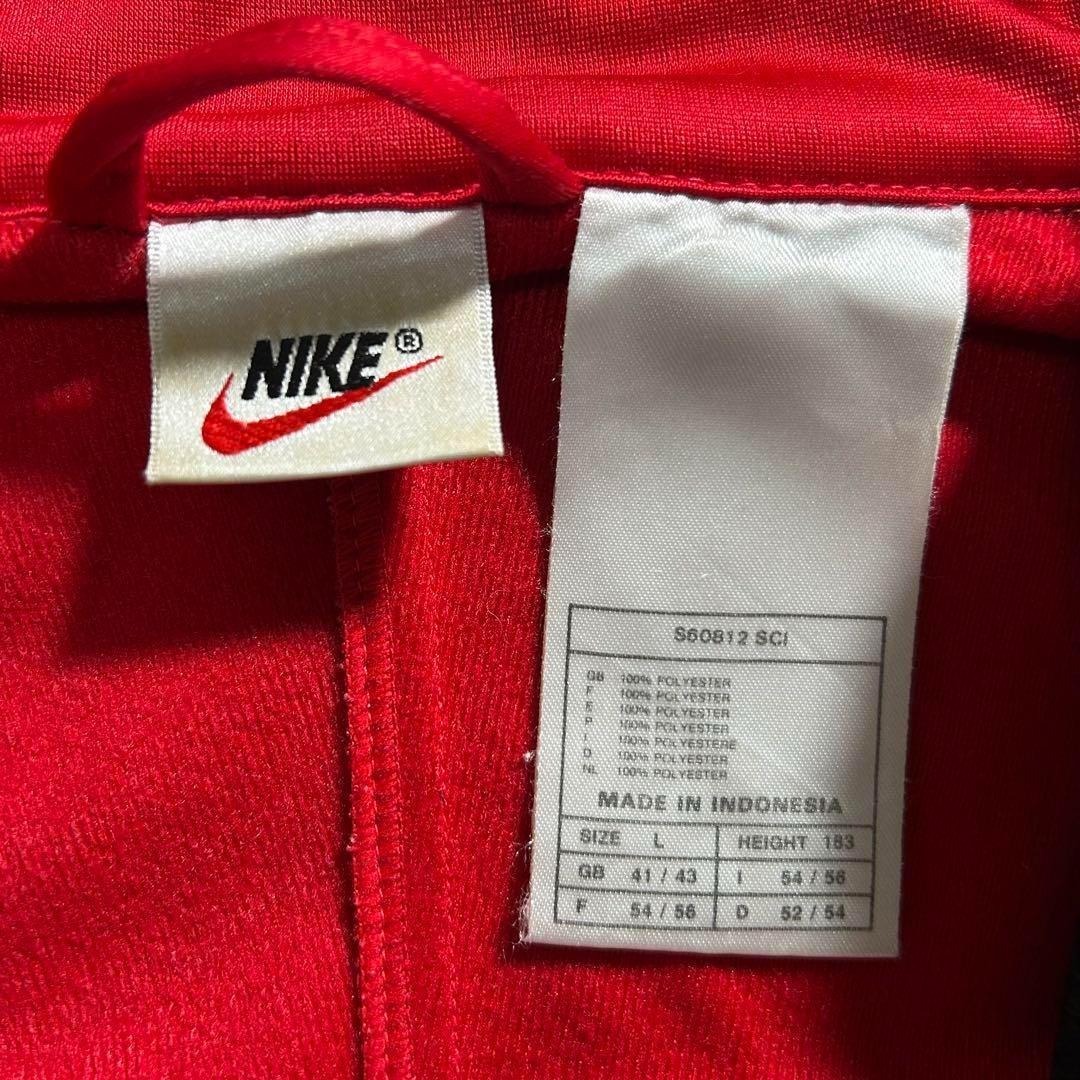 NIKE®
S60812 SCI
GB 100% POLYESTER
F 100% POLYESTER
E 100% POLYESTER
P 100% POLYESTER
I 100% POLYESTERE
D 100% POLYESTER
NL 100% POLYESTER
MADE IN INDONESIA
SIZE L HEIGHT 183
GB 41 / 43 I 54 / 56
F 54 / 56 D 52 / 54